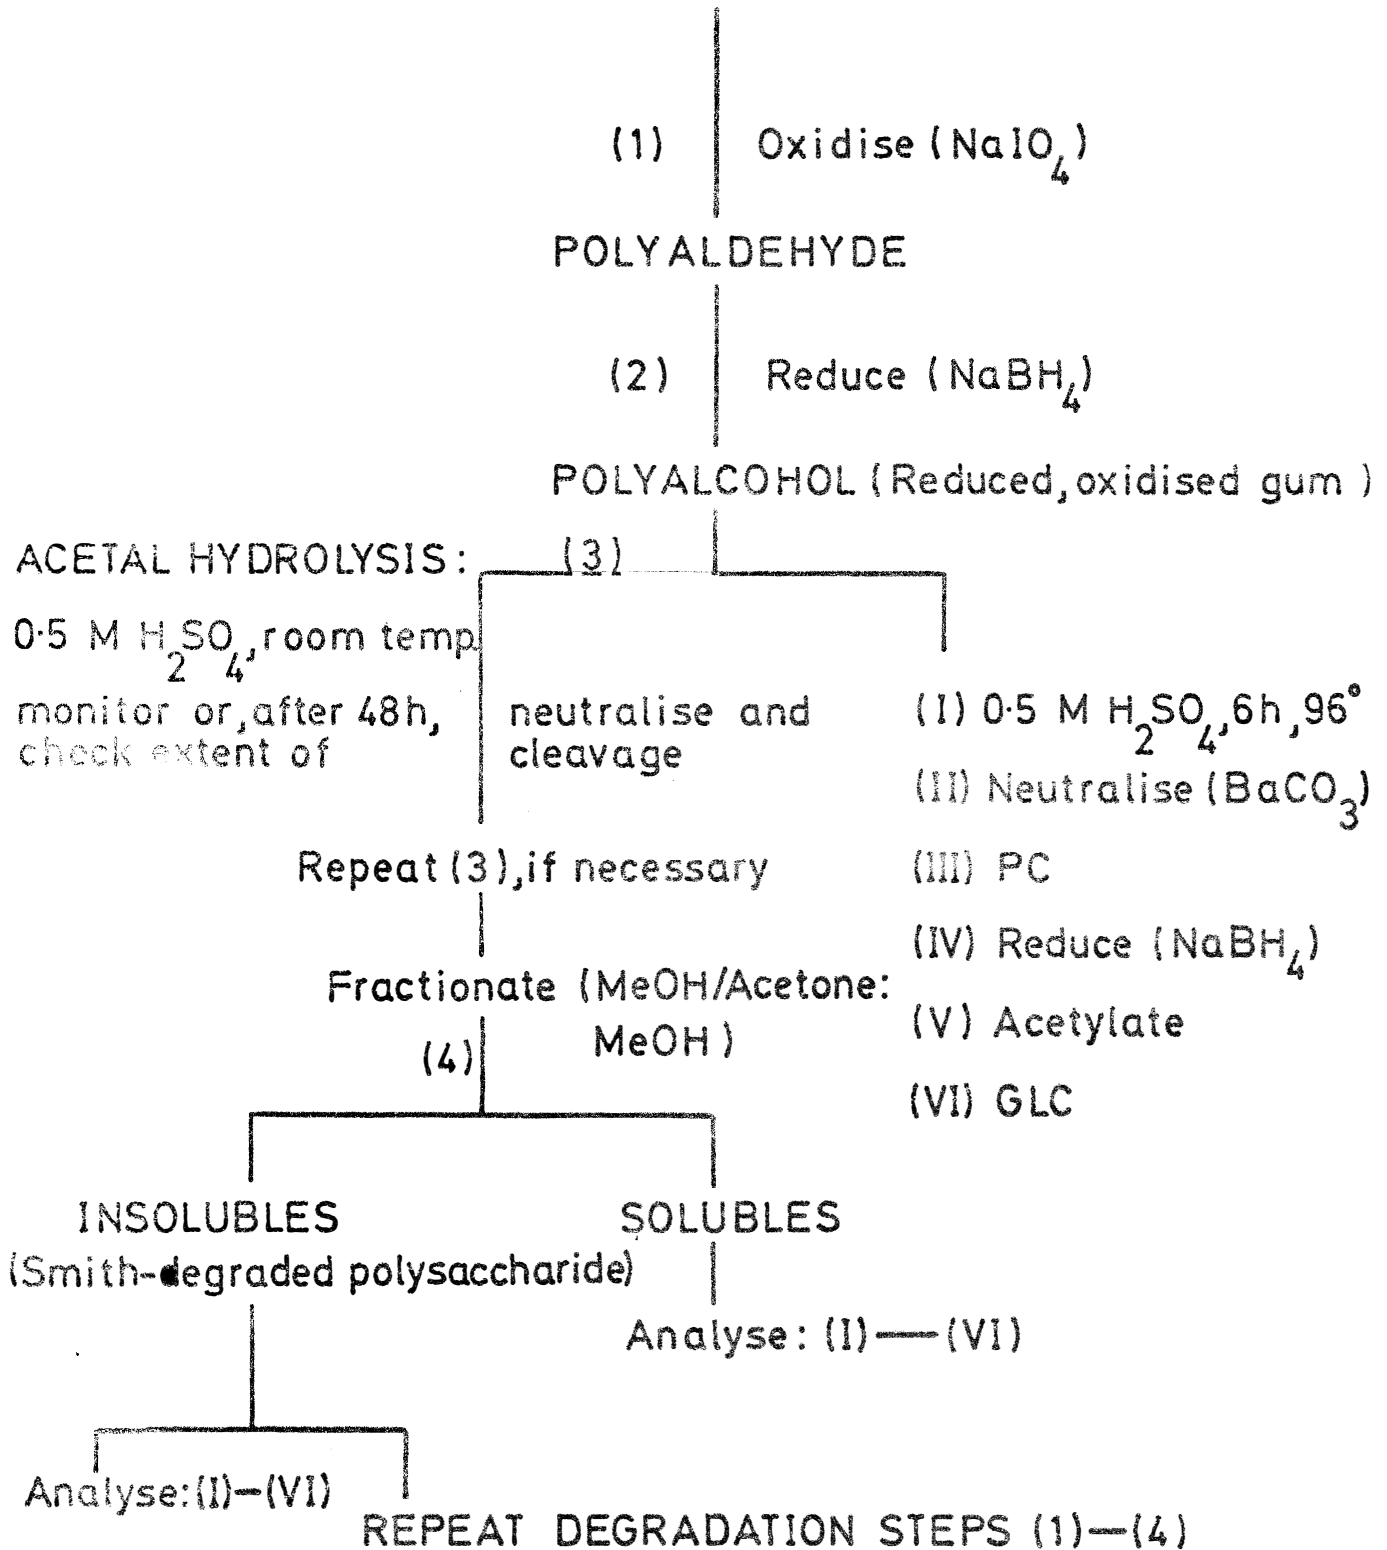 (1) Oxidise (NaIO4)
POLYALDEHYDE
(2) Reduce (NaBH4)
POLYALCOHOL (Reduced, oxidised gum)
ACETAL HYDROLYSIS: (3)
0·5 M H2SO4, room temp.
monitor or, after 48h, neutralise and
check extent of cleavage
Repeat (3), if necessary
Fractionate (MeOH/Acetone:
MeOH)
(4)
(I) 0·5 M H2SO4, 6h, 96°
(II) Neutralise (BaCO3)
(III) PC
(IV) Reduce (NaBH4)
(V) Acetylate
(VI) GLC
INSOLUBLES
(Smith-degraded polysaccharide)
SOLUBLES
Analyse: (I)—(VI)
Analyse: (I)—(VI)
REPEAT DEGRADATION STEPS (1)—(4)